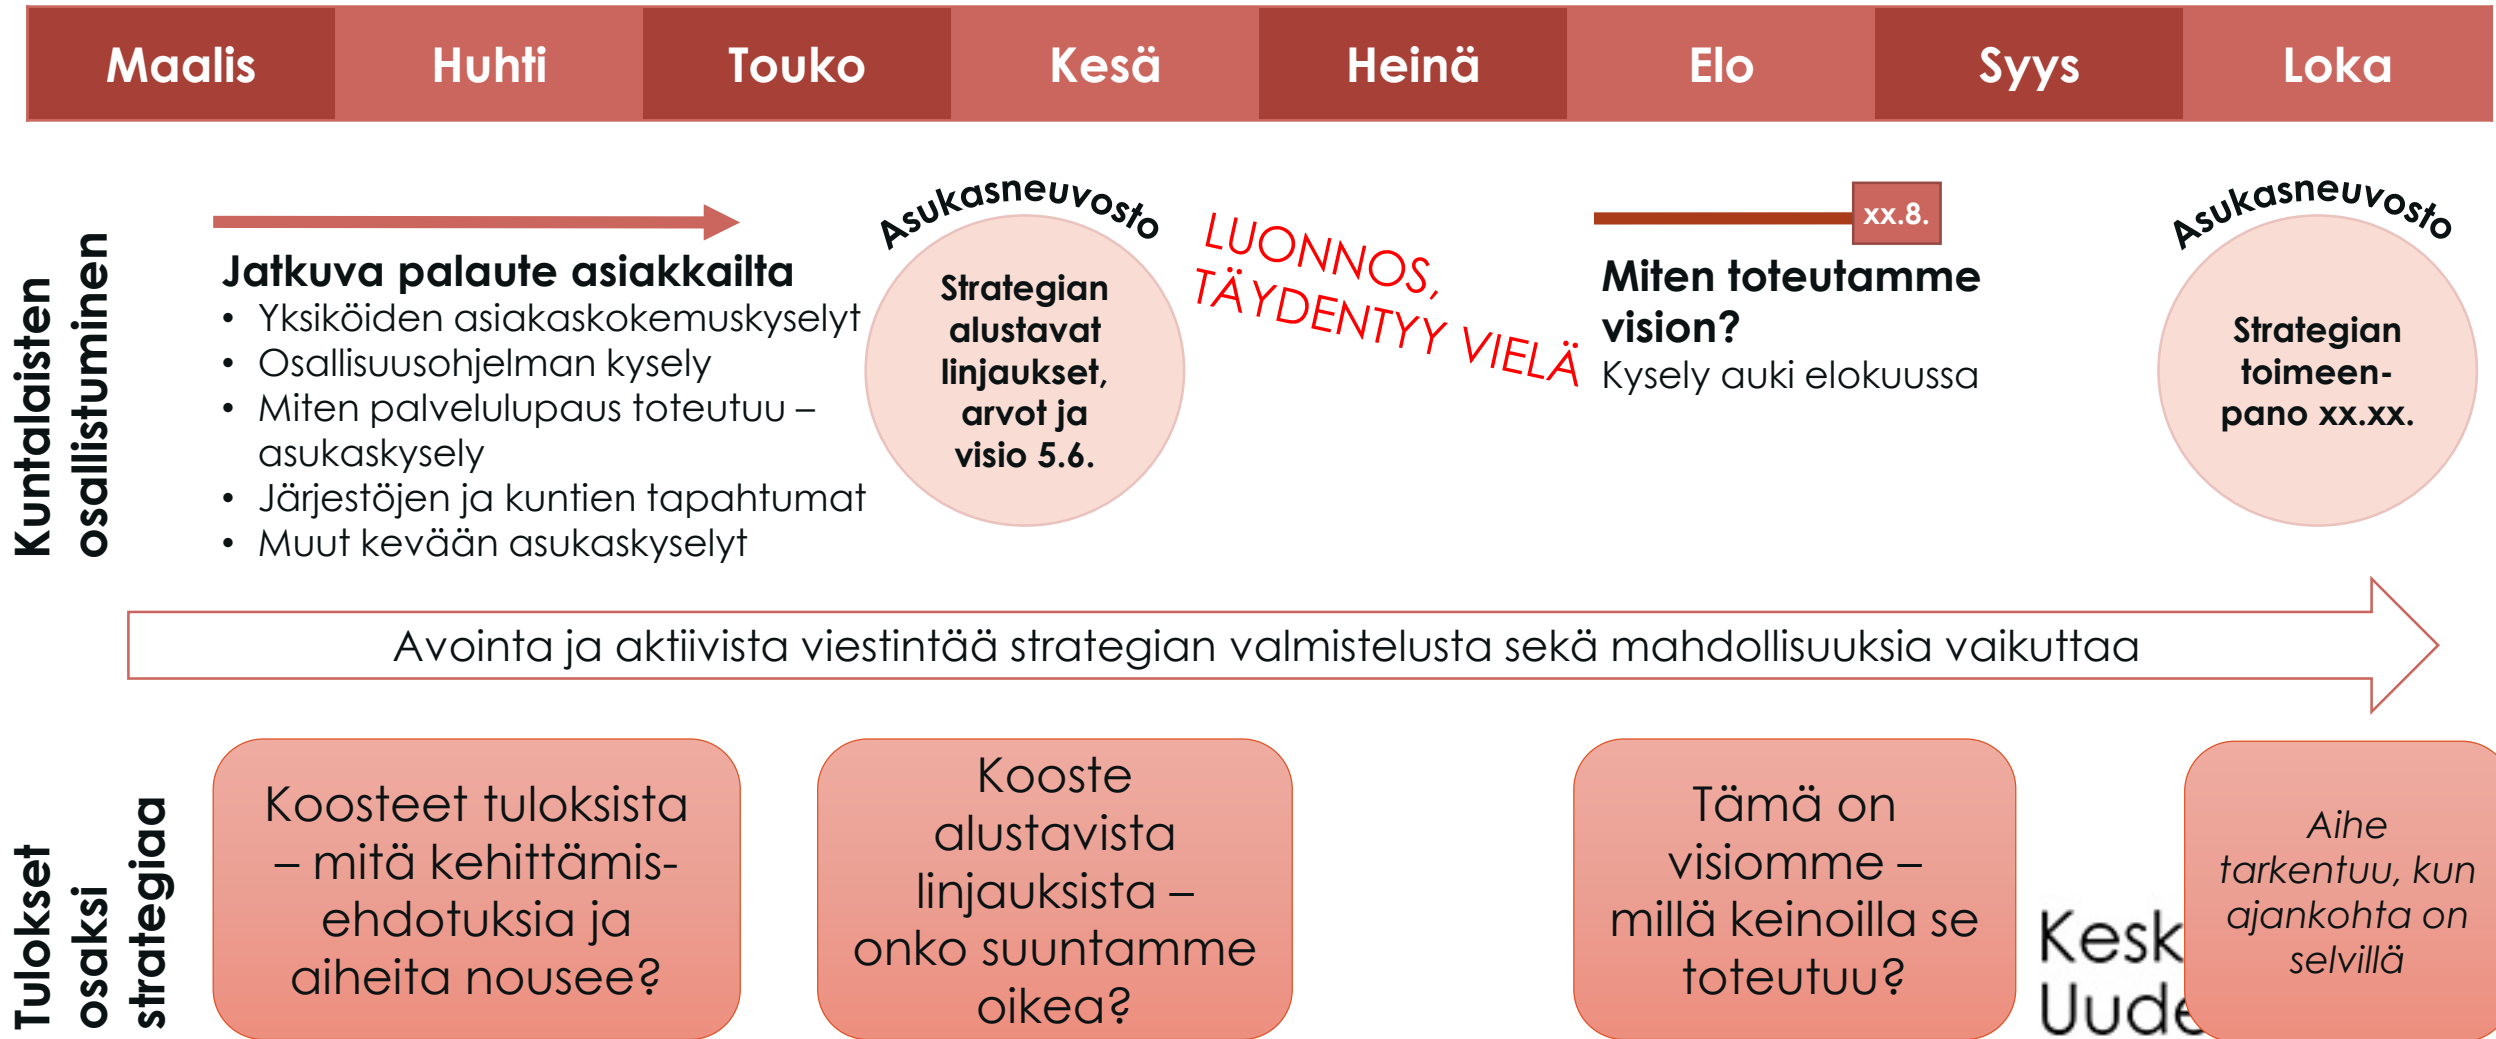 Maalis Huhti Touko Kesä Heinä Elo Syys Loka
Kuntalaisten
osallistuminen
Jatkuva palaute asiakkailta
• Yksiköiden asiakaskokemuskyselyt
• Osallisuusohjelman kysely
• Miten palvelulupaus toteutuu –
asukaskysely
• Järjestöjen ja kuntien tapahtumat
• Muut kevään asukaskyselyt
Asukasneuvosto
Strategian
alustavat
linjaukset,
arvot ja
visio 5.6.
LUONNOS,
TÄYDENTYY VIELÄ
xx.8.
Miten toteutamme
vision?
Kysely auki elokuussa
Asukasneuvosto
Strategian
toimeen-
pano xx.xx.
Avointa ja aktiivista viestintää strategian valmistelusta sekä mahdollisuuksia vaikuttaa
Tulokset
osaksi
strategiaa
Koosteet tuloksista
– mitä kehittämis-
ehdotuksia ja
aiheita nousee?
Kooste
alustavista
linjauksista –
onko suuntamme
oikea?
Tämä on
visiomme –
millä keinoilla se
toteutuu?
Kesk
Uude
Aihe
tarkentuu, kun
ajankohta on
selvillä